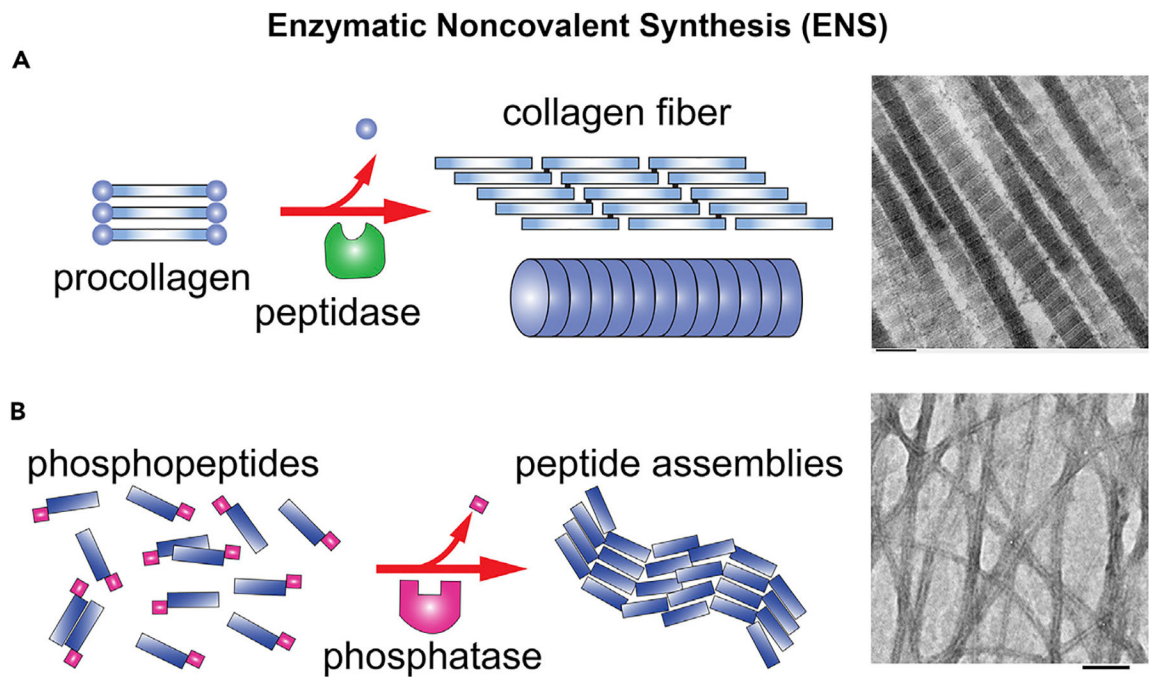 Enzymatic Noncovalent Synthesis (ENS)
A
collagen fiber
procollagen
peptidase
B
phosphopeptides
peptide assemblies
phosphatase